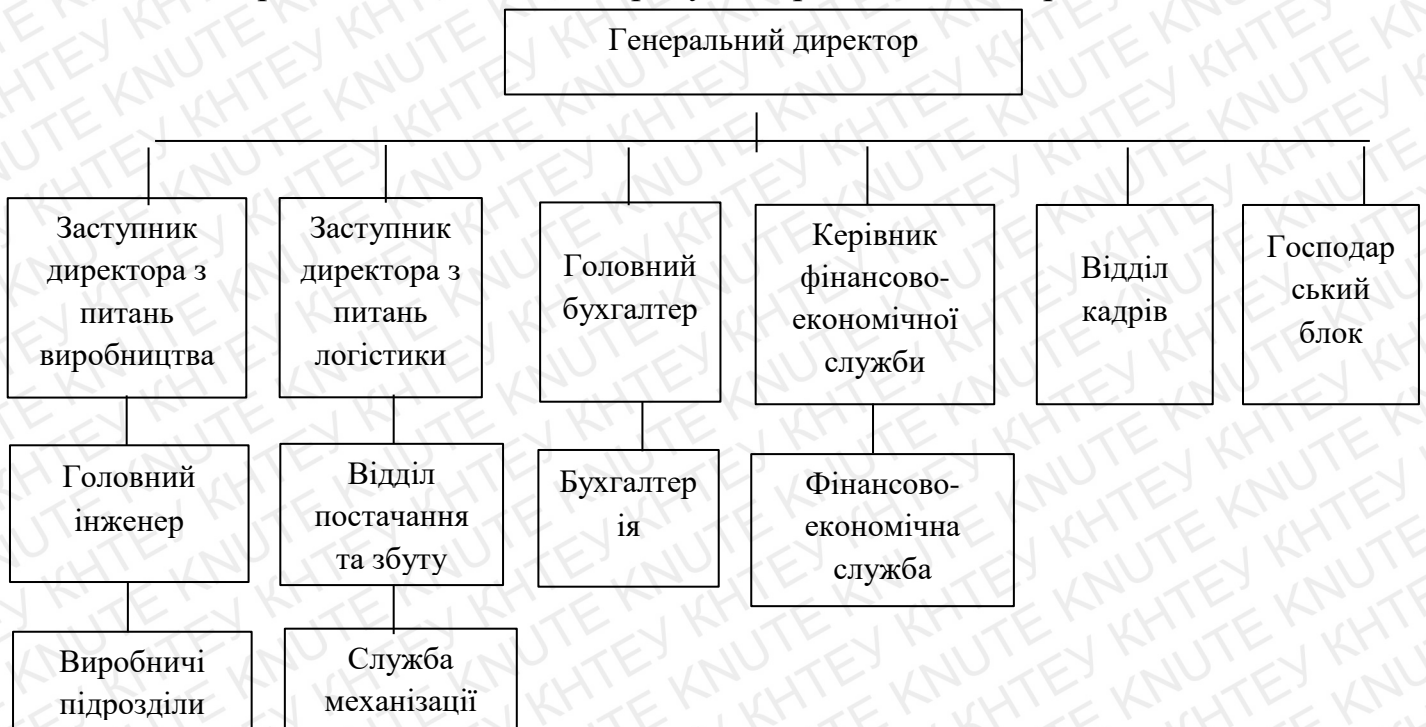 Генеральний директор
Заступник
директора з
питань
виробництва
Заступник
директора з
питань
логістики
Головний
бухгалтер
Керівник
фінансово-
економічної
служби
Відділ
кадрів
Господар
ський
блок
Головний
інженер
Відділ
постачання
та збуту
Бухгалтер
ія
Фінансово-
економічна
служба
Виробничі
підрозділи
Служба
механізації